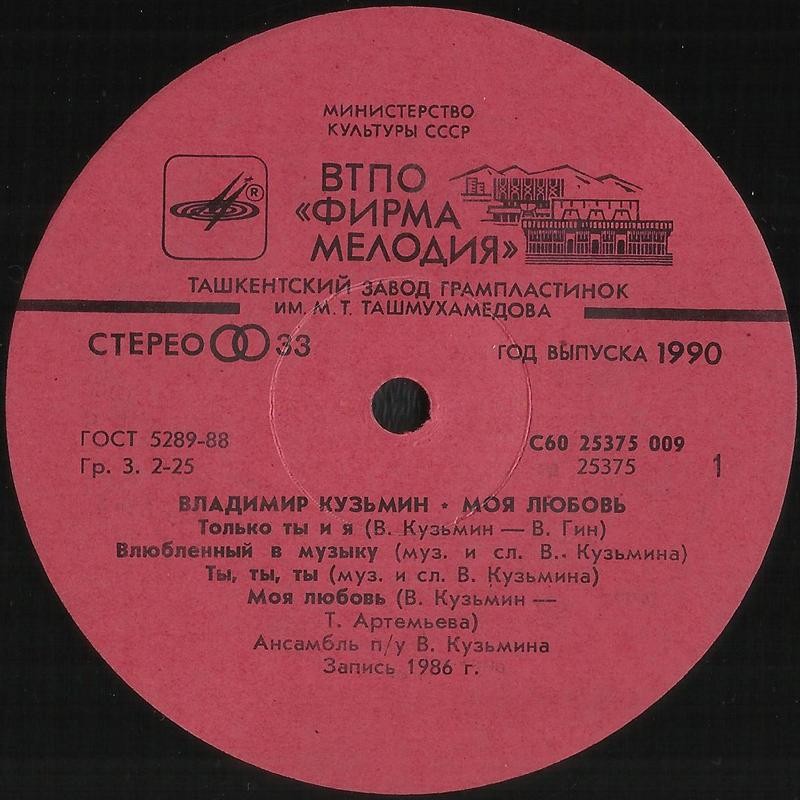 МИНИСТЕРСТВО
КУЛЬТУРЫ СССР
ВТПО
«ФИРМА
МЕЛОДИЯ»
®
ТАШКЕНТСКИЙ ЗАВОД ГРАМПЛАСТИНОК
ИМ. М. Т. ТАШМУХАМЕДОВА
СТЕРЕО 33
ГОД ВЫПУСКА 1990
ГОСТ 5289-88
Гр. 3. 2-25
С60 25375 009
25375
1
ВЛАДИМИР КУЗЬМИН • МОЯ ЛЮБОВЬ
Только ты и я (В. Кузьмин — В. Гин)
Влюбленный в музыку (муз. и сл. В. Кузьмина)
Ты, ты, ты (муз. и сл. В. Кузьмина)
Моя любовь (В. Кузьмин —
Т. Артемьева)
Ансамбль п/у В. Кузьмина
Запись 1986 г.